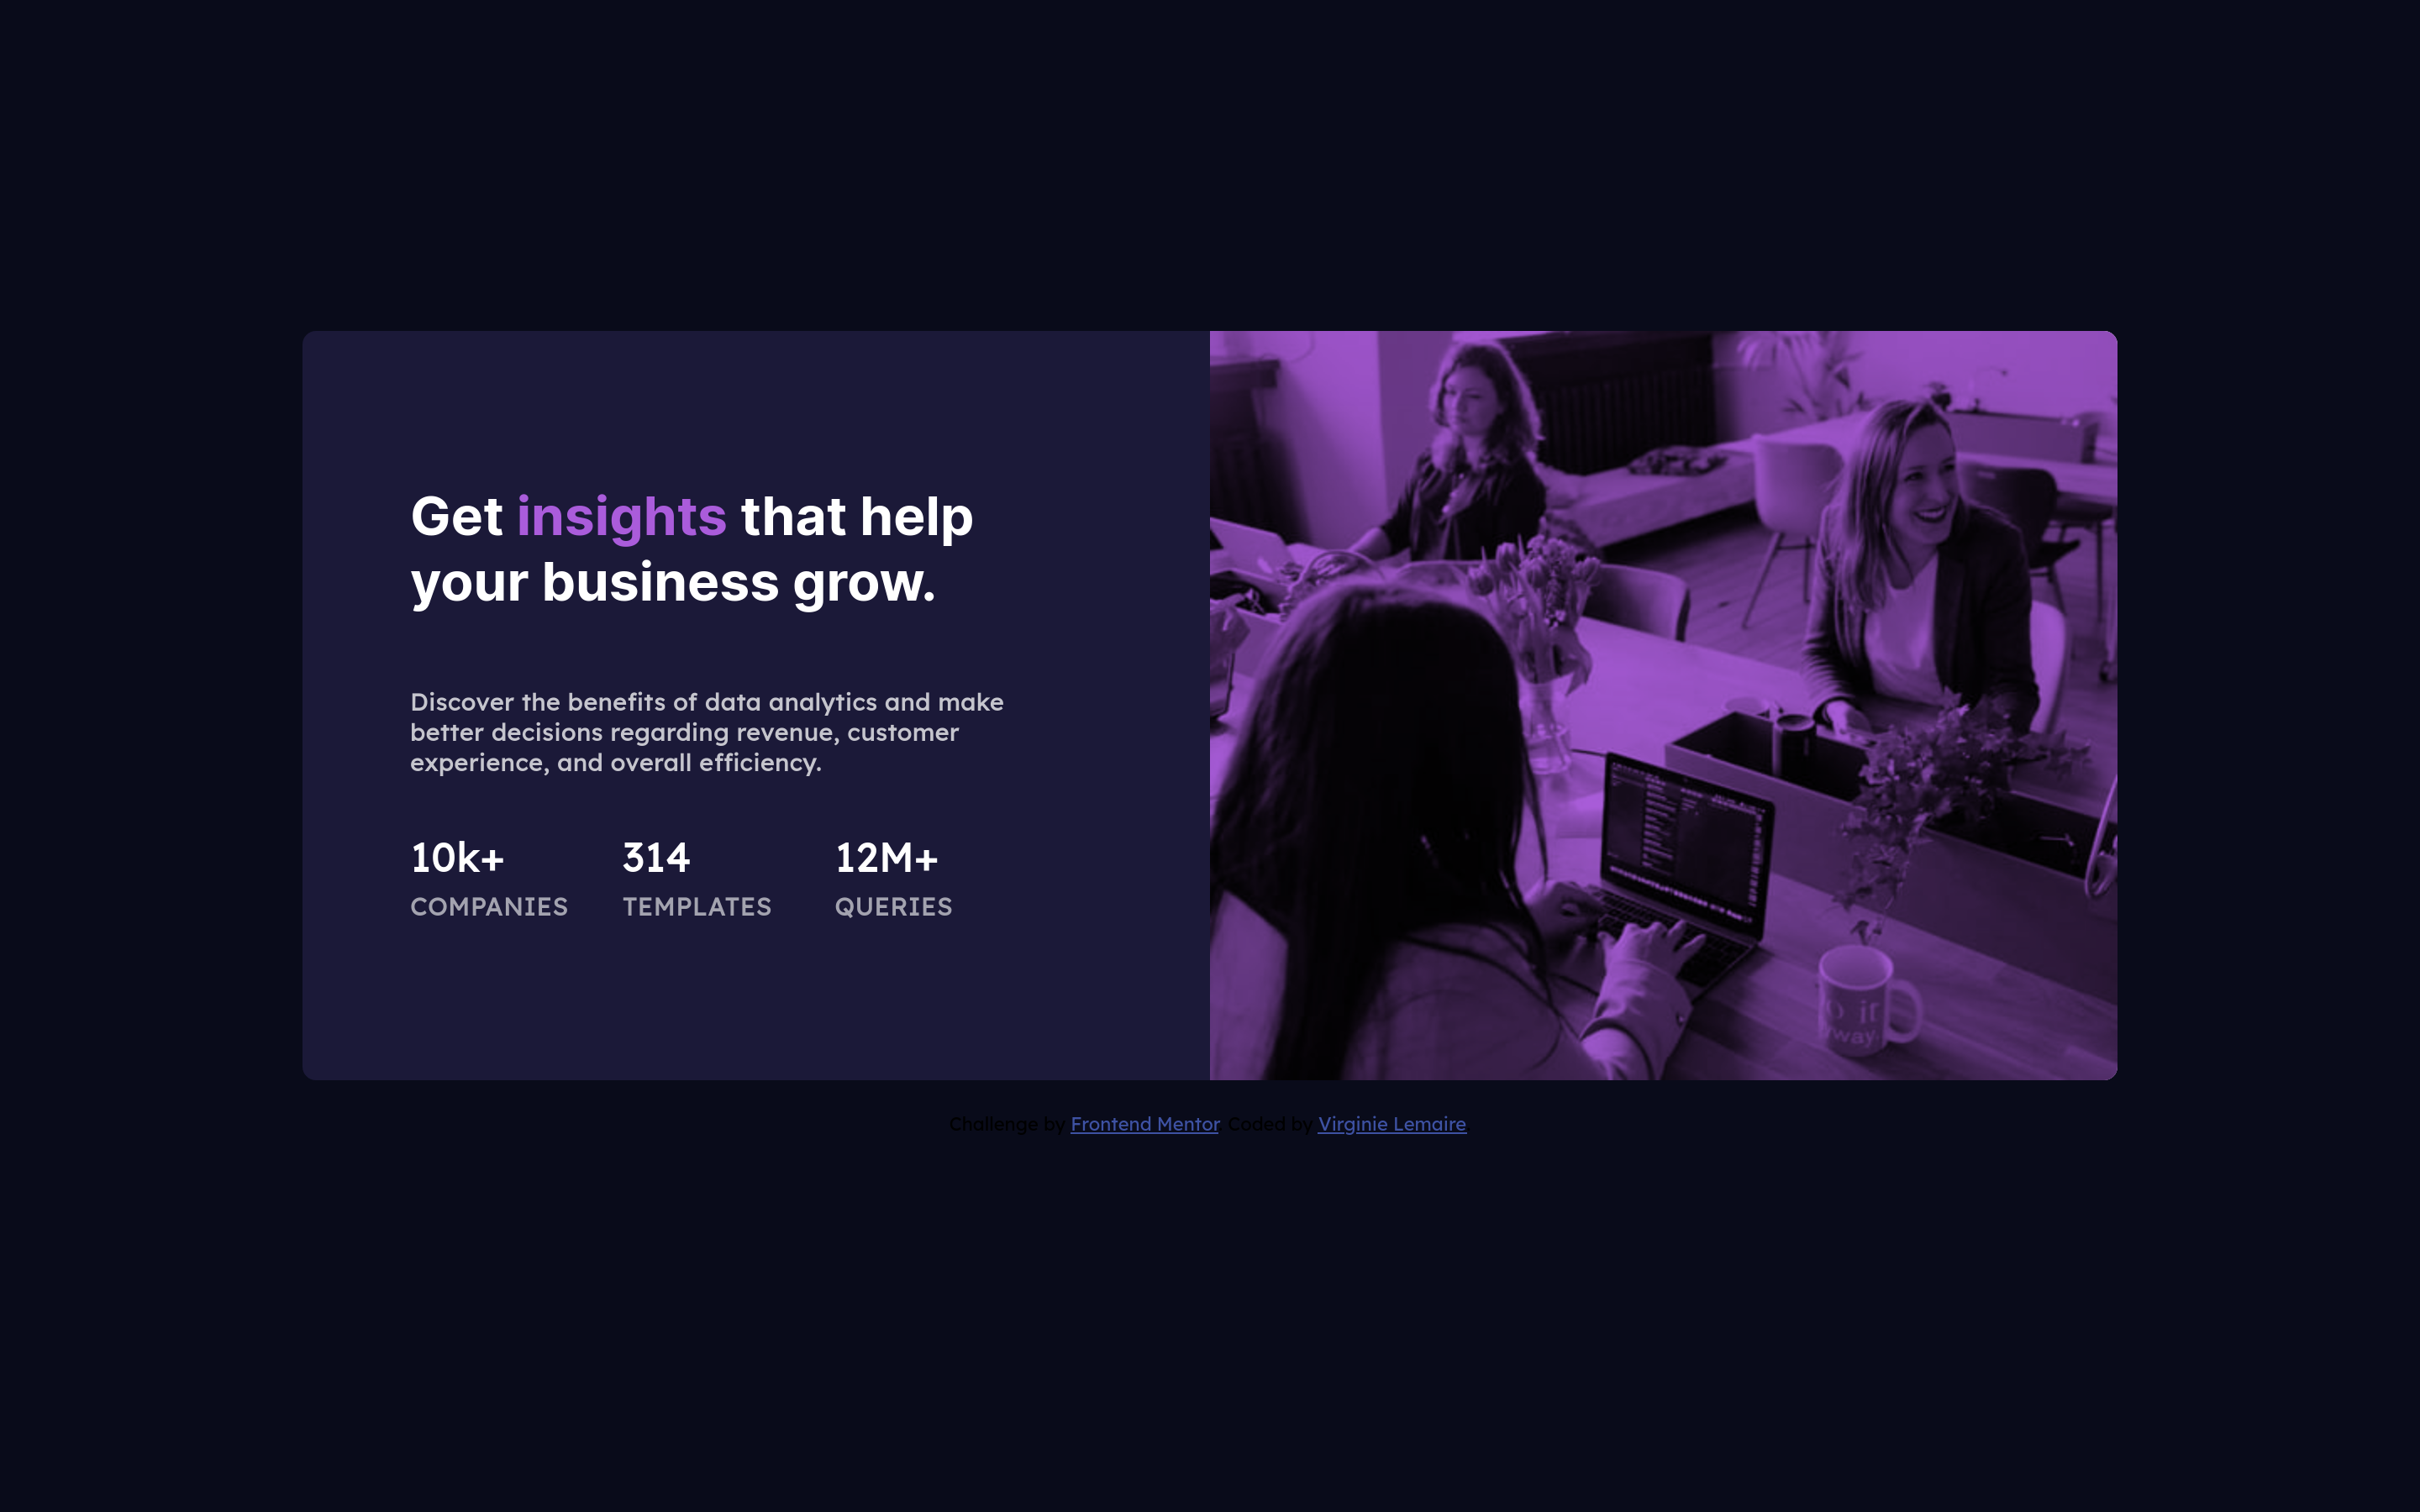 Get insights that help
your business grow.
Discover the benefits of data analytics and make
better decisions regarding revenue, customer
experience, and overall efficiency.
10k+ 314 12M+
COMPANIES TEMPLATES QUERIES
Challenge by Frontend Mentor. Coded by Virginie Lemaire